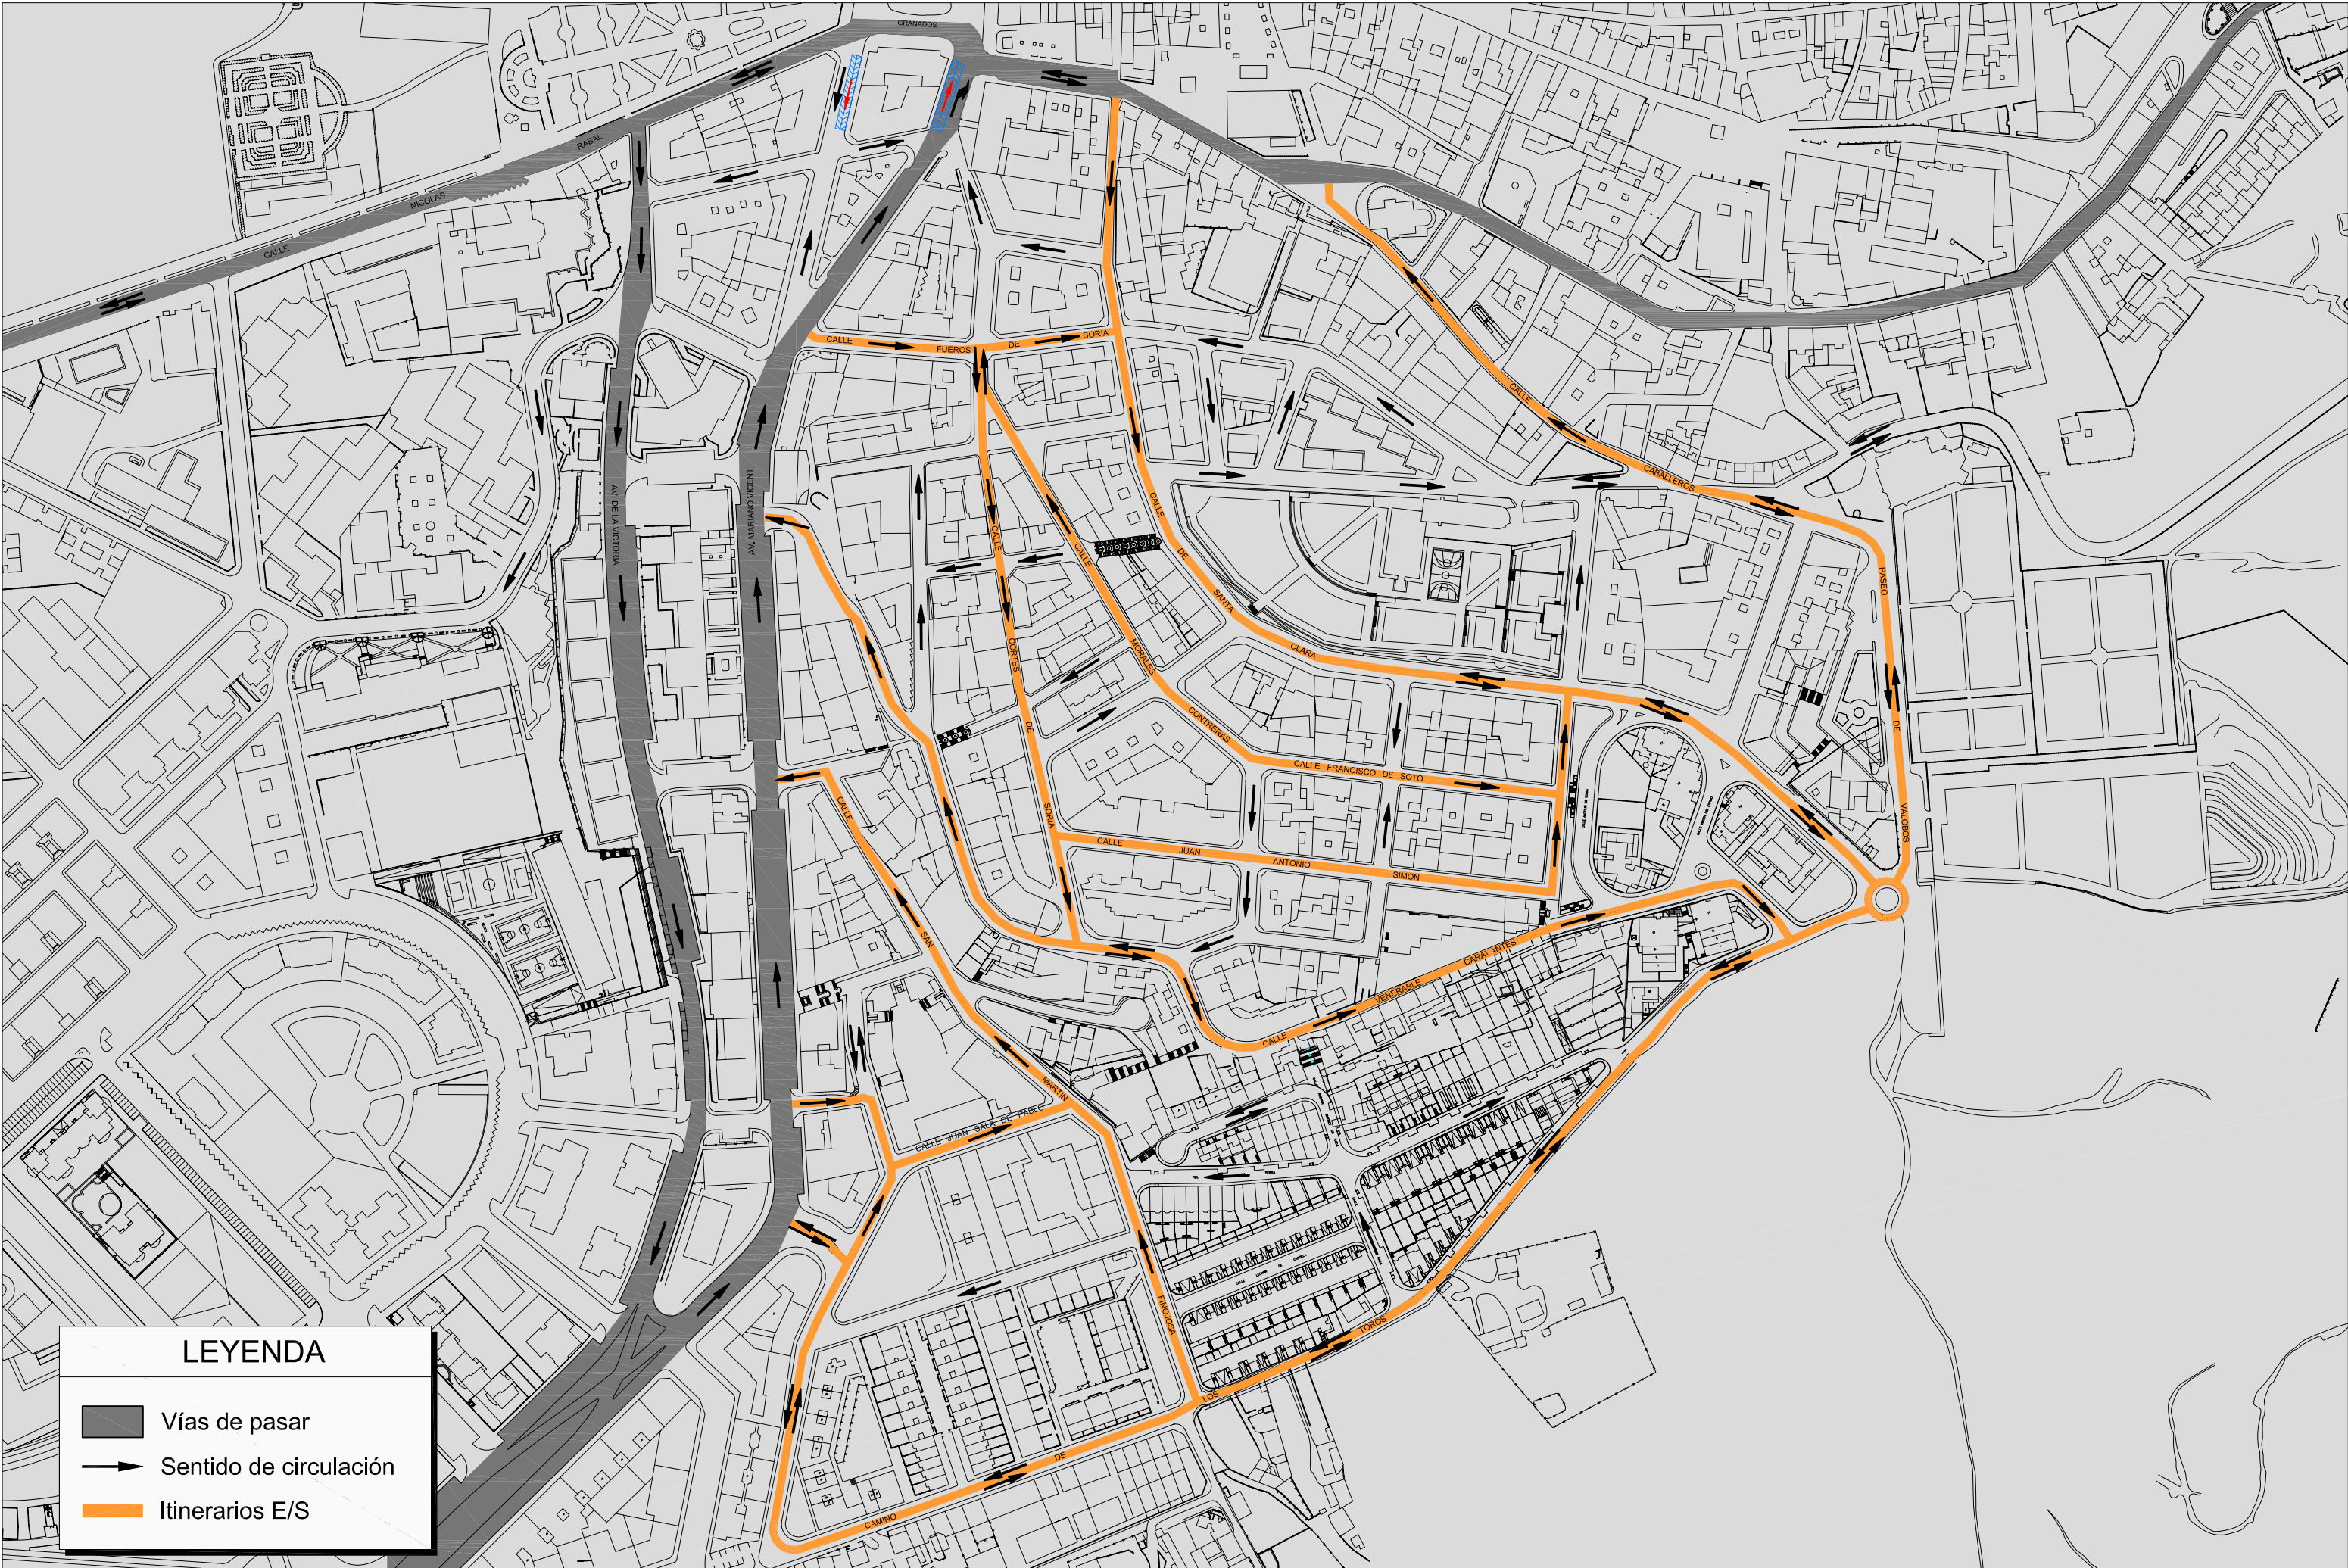 GRANADOS
CALLE NICOLAS RABAL
AV. DE LA VICTORIA
AV. MARIANO VICENT
CALLE FUEROS DE SORIA
CALLE CABALLEROS
CALLE DE SANTA CLARA
CALLE CORTES DE SORIA
CALLE MORALES CONTRERAS
PASEO DE VALOBOS
CALLE FRANCISCO DE SOTO
CALLE JUAN ANTONIO SIMON
CALLE SAN MARTIN FINOJOSA
CALLE VENERABLE CARAVANTES
CALLE JUAN SALA DE PABLO
CAMINO DE LOS TOROS
LEYENDA
Vías de pasar
Sentido de circulación
Itinerarios E/S